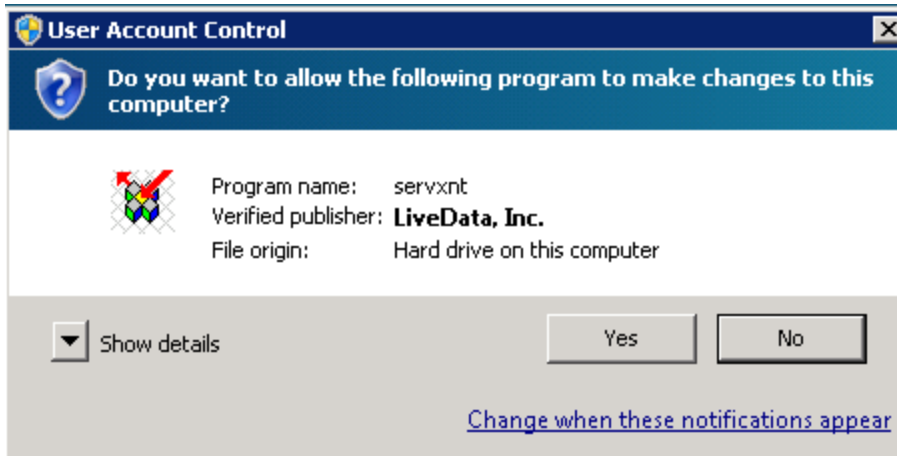 User Account Control
Do you want to allow the following program to make changes to this
computer?
Program name: servxnt
Verified publisher: LiveData, Inc.
File origin: Hard drive on this computer
Show details
Yes
No
Change when these notifications appear